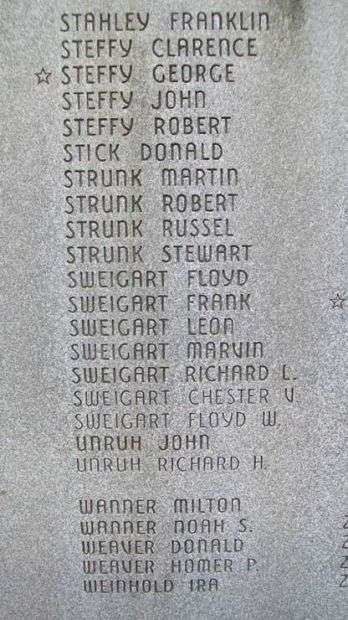 STAHLEY FRANKLIN
STEFFY CLARENCE
☆ STEFFY GEORGE
STEFFY JOHN
STEFFY ROBERT
STICK DONALD
STRUNK MARTIN
STRUNK ROBERT
STRUNK RUSSEL
STRUNK STEWART
SWEIGART FLOYD
SWEIGART FRANK
SWEIGART LEON
SWEIGART MARVIN
SWEIGART RICHARD L.
SWEIGART CHESTER V.
SWEIGART FLOYD W.
UNRUH JOHN
UNRUH RICHARD H.
WANNER MILTON
WANNER NOAH S.
WEAVER DONALD
WEAVER HOMER P.
WEINHOLD IRA